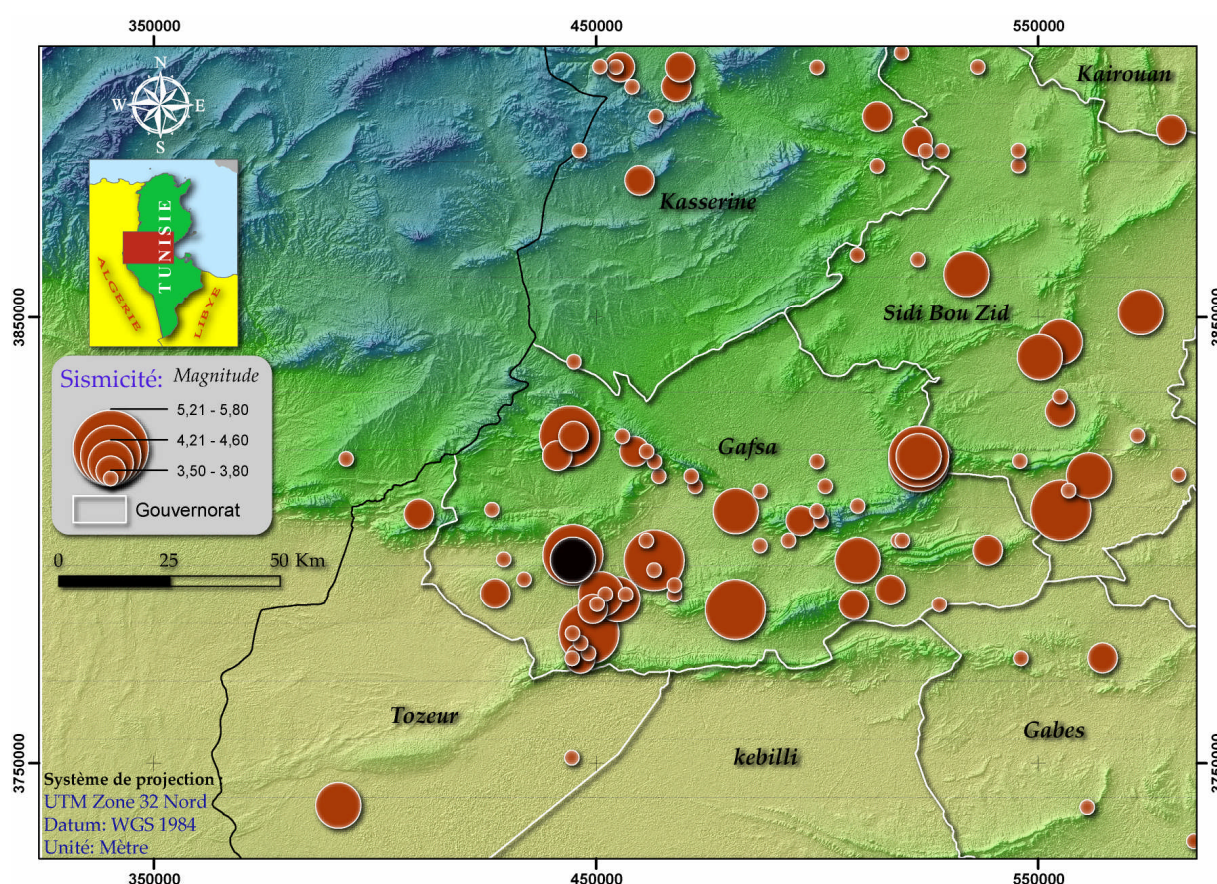 350000 450000 550000
N
W E
S
Kairouan
Kasserine
TUNISIE
ALGERIE
LIBYE
Sidi Bou Zid
3850000 3850000
Sismicité: Magnitude
5,21 - 5,80
4,21 - 4,60
3,50 - 3,80
Gouvernorat
Gafsa
0 25 50 Km
Tozeur
kebilli
Gabes
3750000 3750000
Système de projection :
UTM Zone 32 Nord
Datum: WGS 1984
Unité: Mètre
350000 450000 550000